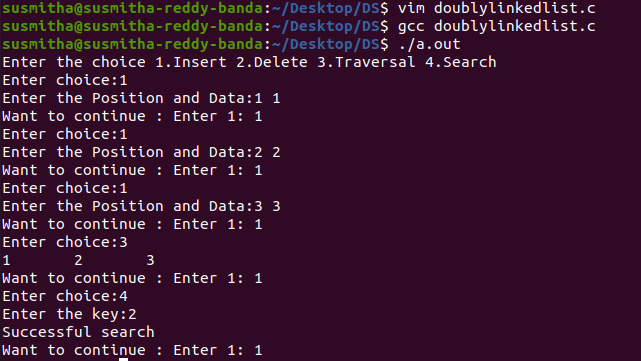 susmitha@susmitha-reddy-banda:~/Desktop/DS$ vim doublylinkedlist.c
susmitha@susmitha-reddy-banda:~/Desktop/DS$ gcc doublylinkedlist.c
susmitha@susmitha-reddy-banda:~/Desktop/DS$ ./a.out
Enter the choice 1.Insert 2.Delete 3.Traversal 4.Search
Enter choice:1
Enter the Position and Data:1 1
Want to continue : Enter 1: 1
Enter choice:1
Enter the Position and Data:2 2
Want to continue : Enter 1: 1
Enter choice:1
Enter the Position and Data:3 3
Want to continue : Enter 1: 1
Enter choice:3
1       2       3
Want to continue : Enter 1: 1
Enter choice:4
Enter the key:2
Successful search
Want to continue : Enter 1: 1